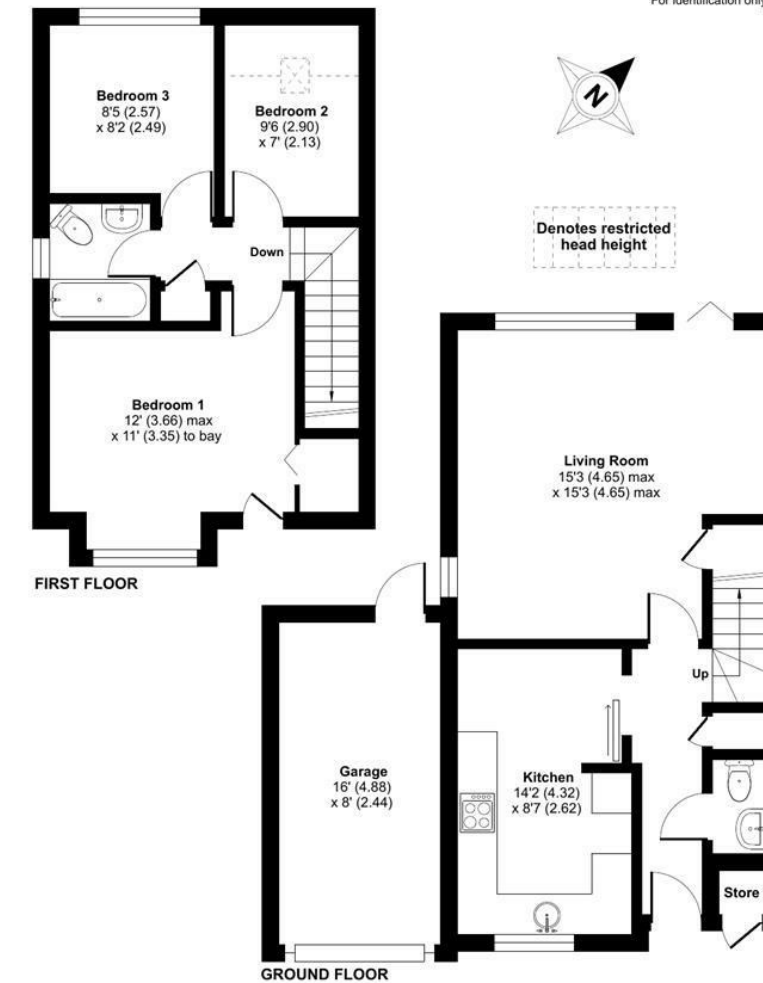 For identification only
Bedroom 3
8'5 (2.57)
x 8'2 (2.49)
Bedroom 2
9'6 (2.90)
x 7' (2.13)
N
Denotes restricted
head height
Down
Bedroom 1
12' (3.66) max
x 11' (3.35) to bay
FIRST FLOOR
Living Room
15'3 (4.65) max
x 15'3 (4.65) max
Up
Garage
16' (4.88)
x 8' (2.44)
Kitchen
14'2 (4.32)
x 8'7 (2.62)
Store
GROUND FLOOR